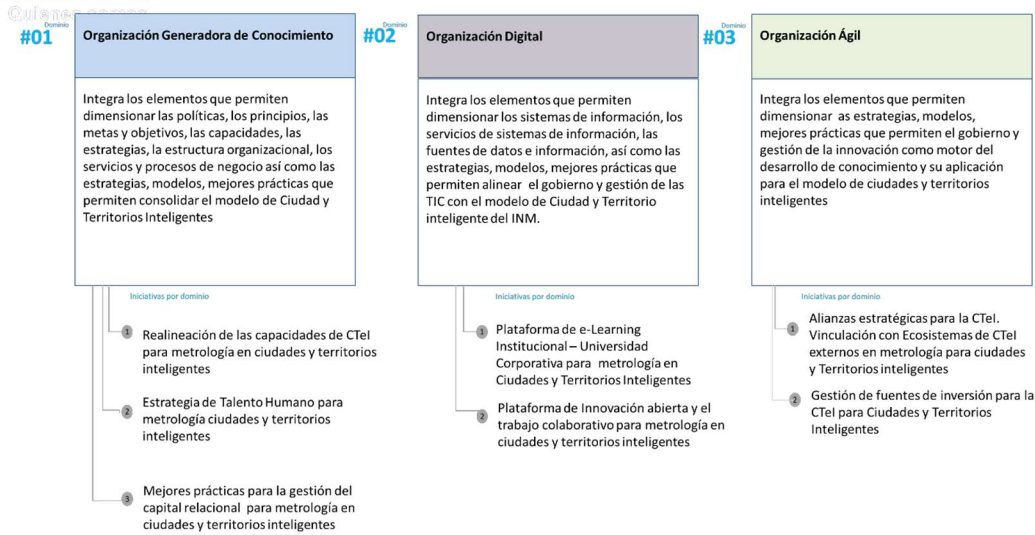 Quienes somos
Dominio
#01
Organización Generadora de Conocimiento
Integra los elementos que permiten
dimensionar las políticas, los principios, las
metas y objetivos, las capacidades, las
estrategias, la estructura organizacional, los
servicios y procesos de negocio así como las
estrategias, modelos, mejores prácticas que
permiten consolidar el modelo de Ciudad y
Territorios Inteligentes
Iniciativas por dominio
1
Realineación de las capacidades de CTeI
para metrología en ciudades y territorios
inteligentes
2
Estrategia de Talento Humano para
metrología ciudades y territorios
inteligentes
3
Mejores prácticas para la gestión del
capital relacional para metrología en
ciudades y territorios inteligentes
Dominio
#02
Organización Digital
Integra los elementos que permiten
dimensionar los sistemas de información, los
servicios de sistemas de información, las
fuentes de datos e información, así como las
estrategias, modelos, mejores prácticas que
permiten alinear el gobierno y gestión de las
TIC con el modelo de Ciudad y Territorio
inteligente del INM.
Iniciativas por dominio
1
Plataforma de e-Learning
Institucional – Universidad
Corporativa para metrología en
Ciudades y Territorios Inteligentes
2
Plataforma de Innovación abierta y el
trabajo colaborativo para metrología en
ciudades y territorios inteligentes
Dominio
#03
Organización Ágil
Integra los elementos que permiten
dimensionar as estrategias, modelos,
mejores prácticas que permiten el gobierno y
gestión de la innovación como motor del
desarrollo de conocimiento y su aplicación
para el modelo de ciudades y territorios
inteligentes
Iniciativas por dominio
1
Alianzas estratégicas para la CTeI.
Vinculación con Ecosistemas de CTeI
externos en metrología para ciudades
y Territorios inteligentes
2
Gestión de fuentes de inversión para la
CTeI para Ciudades y Territorios
Inteligentes